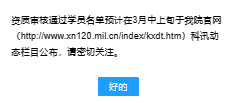 资质审核通过学员名单预计在3月中上旬于我院官网
（http://www.xn120.mil.cn/index/kxdt.htm）科讯动
态栏目公布，请密切关注。
好的